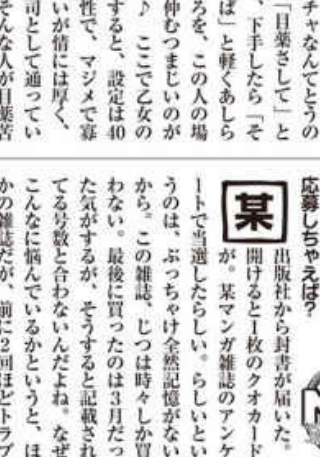 チャなんてとうの
「目薬さして」と
、下手したら「そ
ば」と軽くあしら
ろを、この人の場
仲むつまじいのが
♪　ここで乙女の
すると、設定は40
性で、マジメで寡
いが情には厚く、
司として通ってい
そんな人が目薬苦
応募しちゃえば?
某
出版社から封書が届いた。
開けると1枚のクオカード
が。某マンガ雑誌のアンケ
ートで当選したらしい。らしいとい
うのは、ぶっちゃけ全然記憶がない
から。この雑誌、じつは時々しか買
わない。最後に買ったのは3月だっ
た気がするが、そうすると記載され
てる号数と合わないんだよね。なぜ
こんなに悩んでいるかというと、ほ
かの雑誌だが、前に2回ほどトラブ